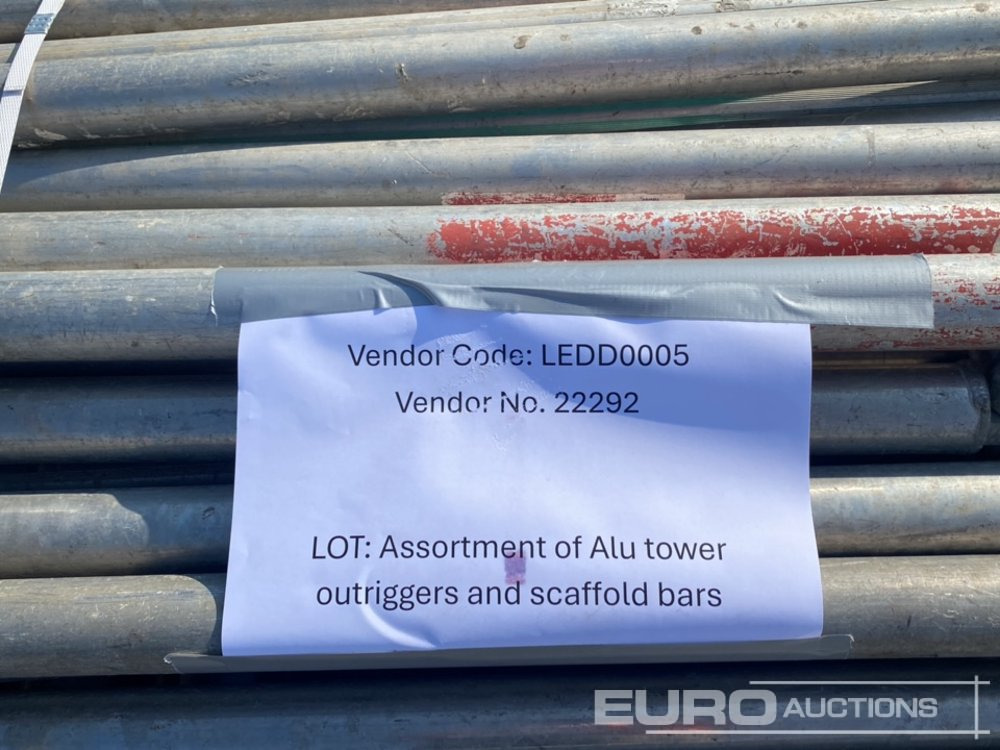 Vendor Code: LEDD0005
Vendor No. 22292
LOT: Assortment of Alu tower
outriggers and scaffold bars
EURO AUCTIONS